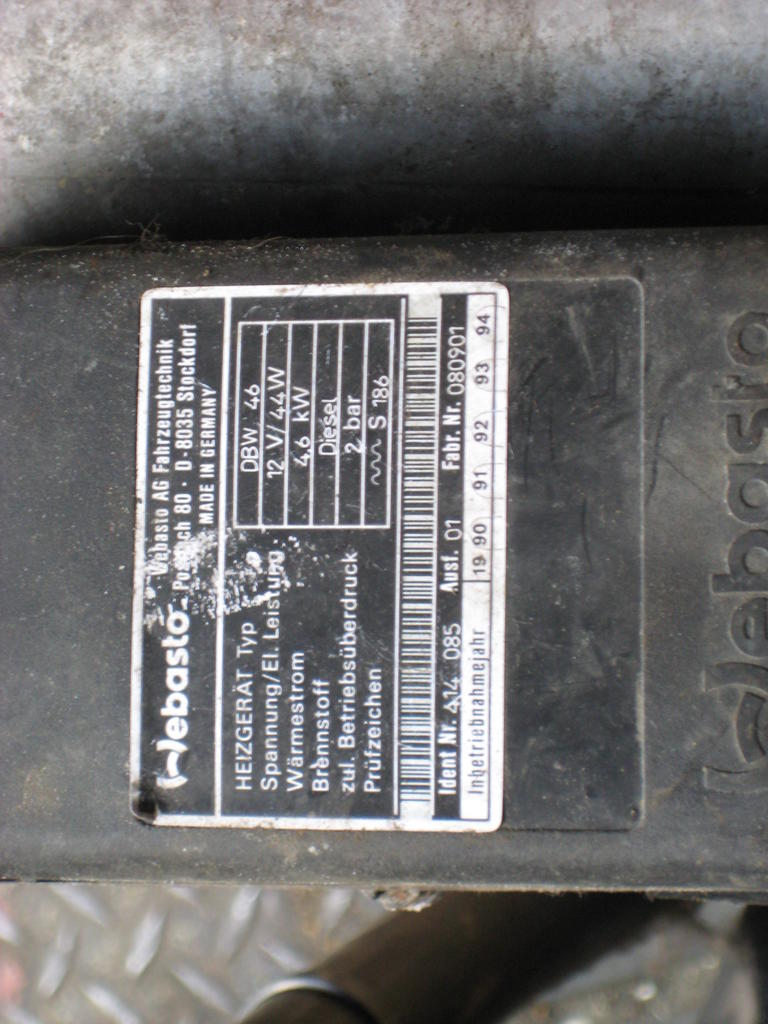 Webasto
Webasto AG Fahrzeugtechnik
Postfach 80 · D-8035 Stockdorf
MADE IN GERMANY
HEIZGERÄT Typ DBW 46
Spannung/El. Leistung 12 V/44W
Wärmestrom 4,6 kW
Brennstoff Diesel
zul. Betriebsüberdruck 2 bar
Prüfzeichen S 186
Ident Nr. 414 085 Ausf. 01 Fabr. Nr. 080901
Inbetriebnahmejahr 19 90 91 92 93 94
Webasto